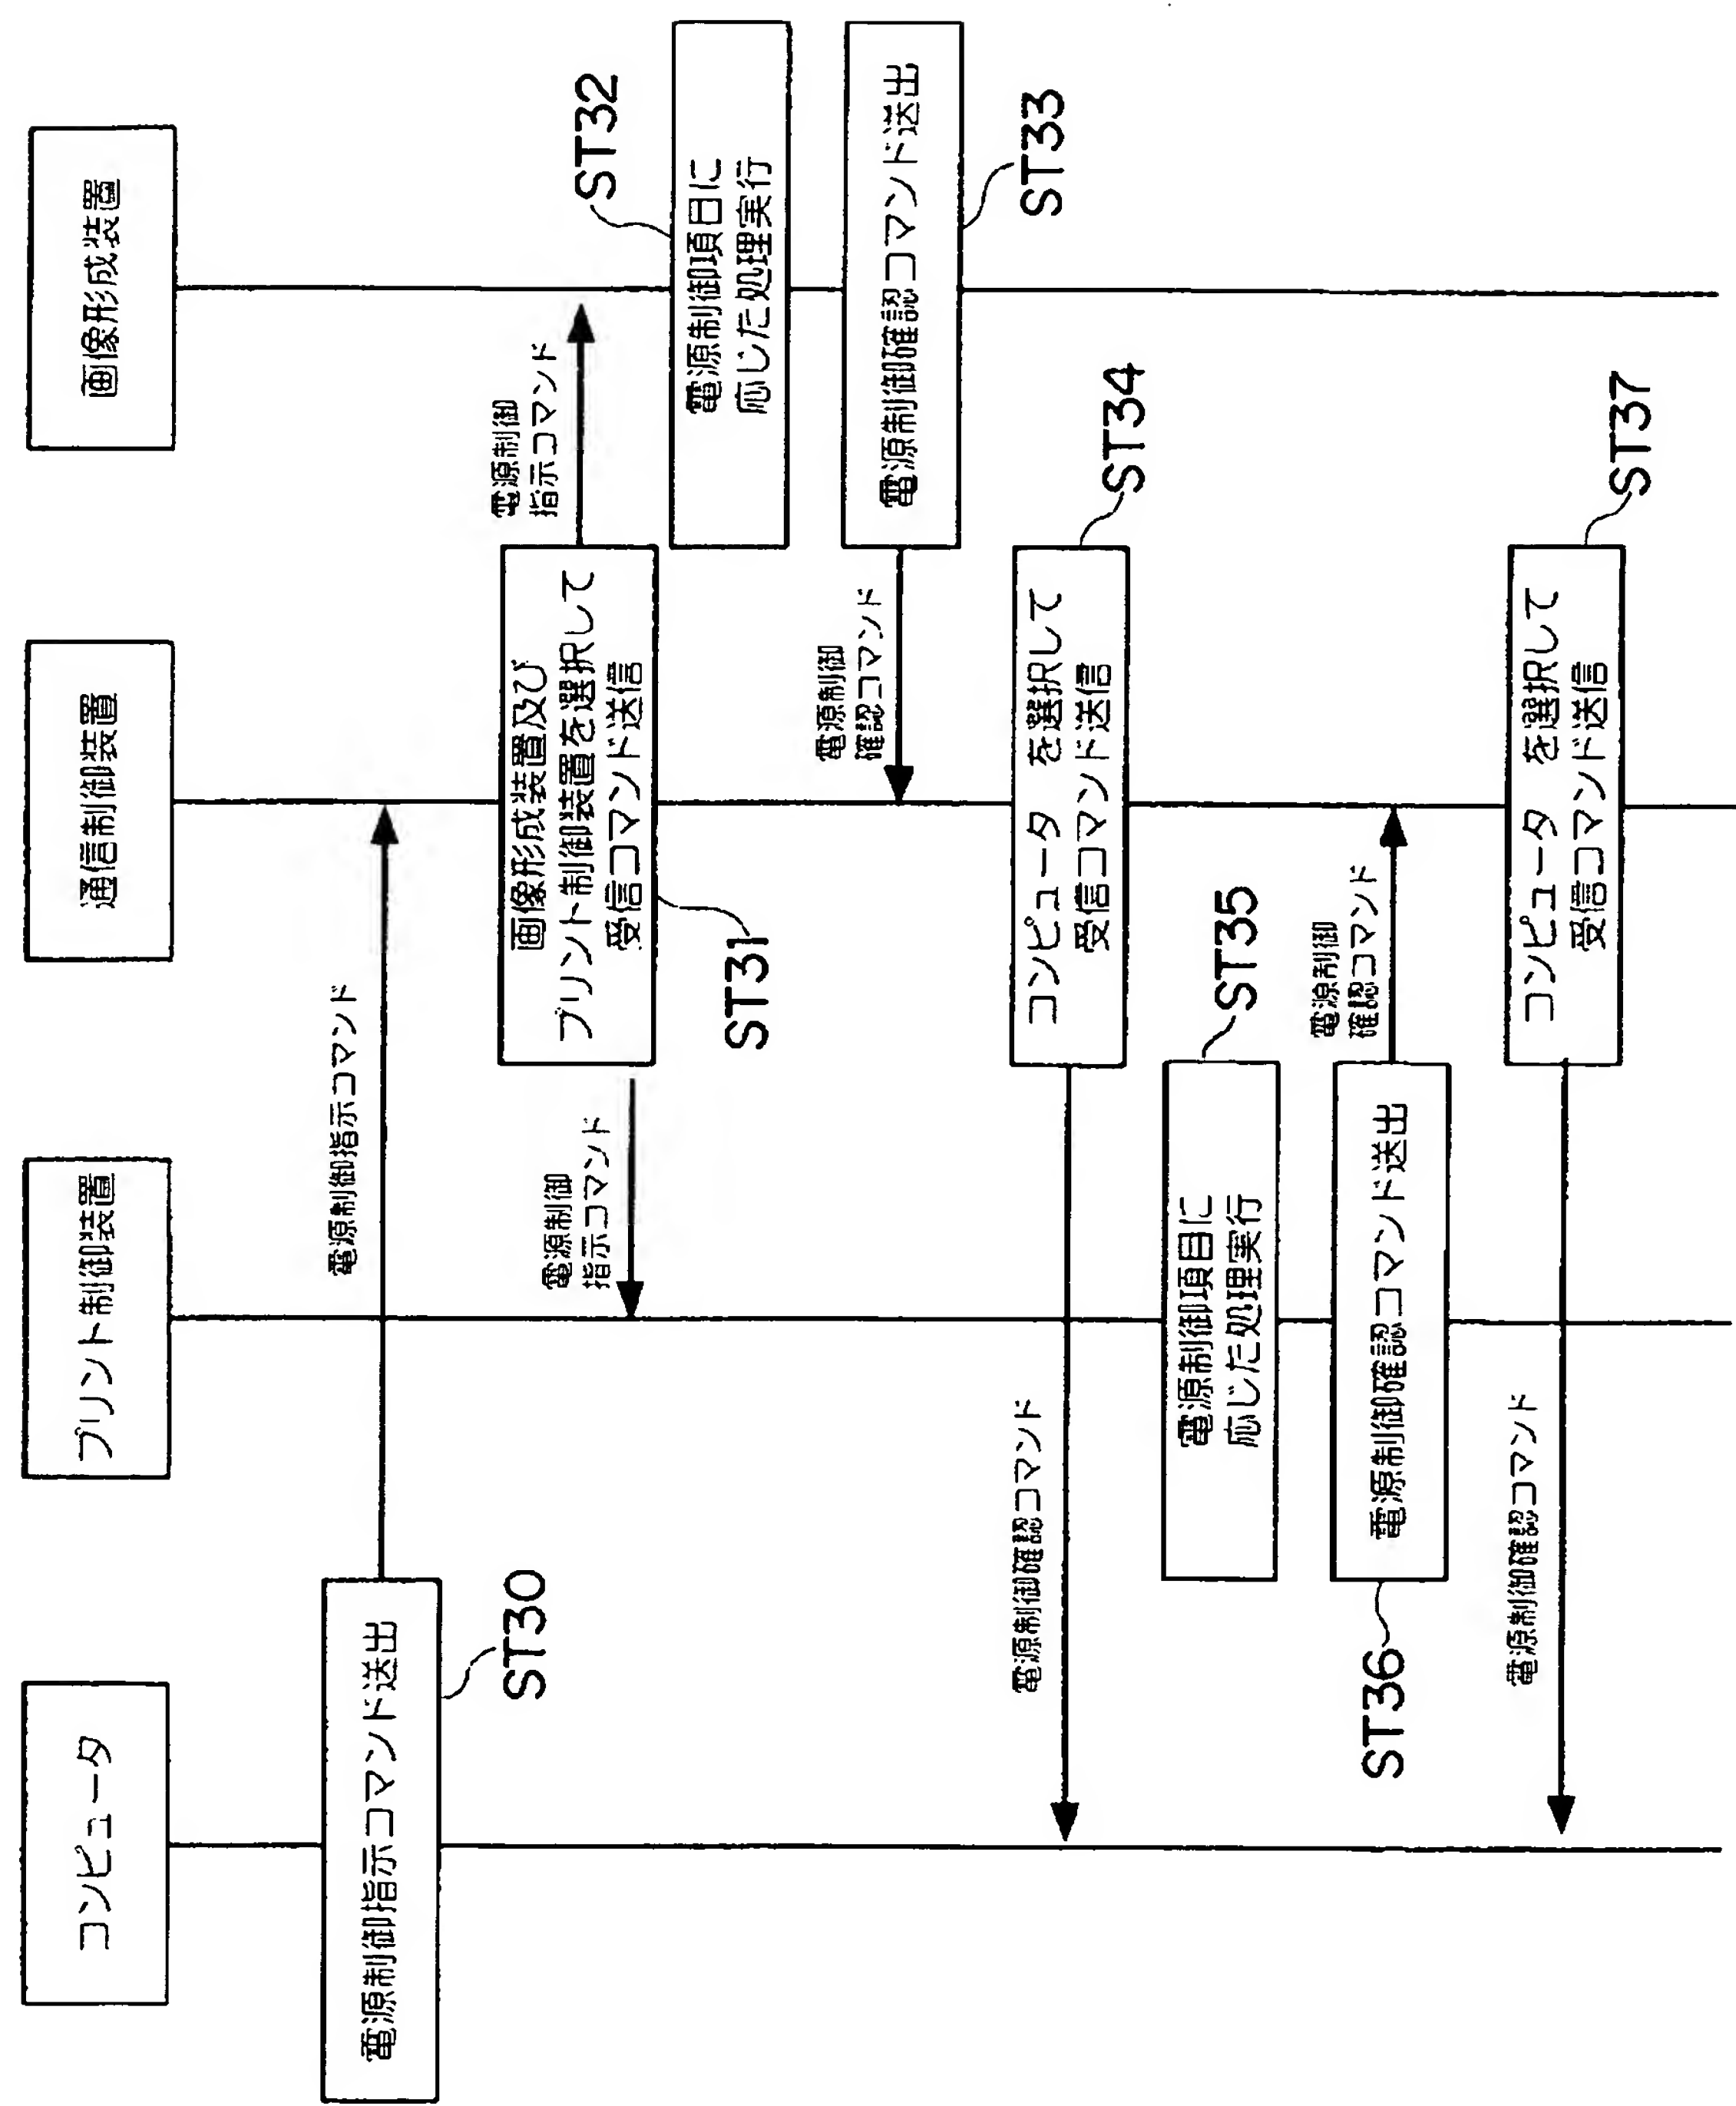 コンピュータ
プリント制御装置
通信制御装置
画像形成装置
電源制御指示コマンド送出
ST30
電源制御指示コマンド
画像形成装置及び
プリント制御装置を選択して
受信コマンド送信
ST31
電源制御
指示コマンド
電源制御
指示コマンド
ST32
電源制御項目に
応じた処理実行
電源制御確認コマンド送出
ST33
電源制御
確認コマンド
コンピュータ を選択して
受信コマンド送信
ST34
電源制御確認コマンド
電源制御項目に
応じた処理実行
ST35
電源制御確認コマンド送出
ST36
電源制御
確認コマンド
コンピュータ を選択して
受信コマンド送信
ST37
電源制御確認コマンド